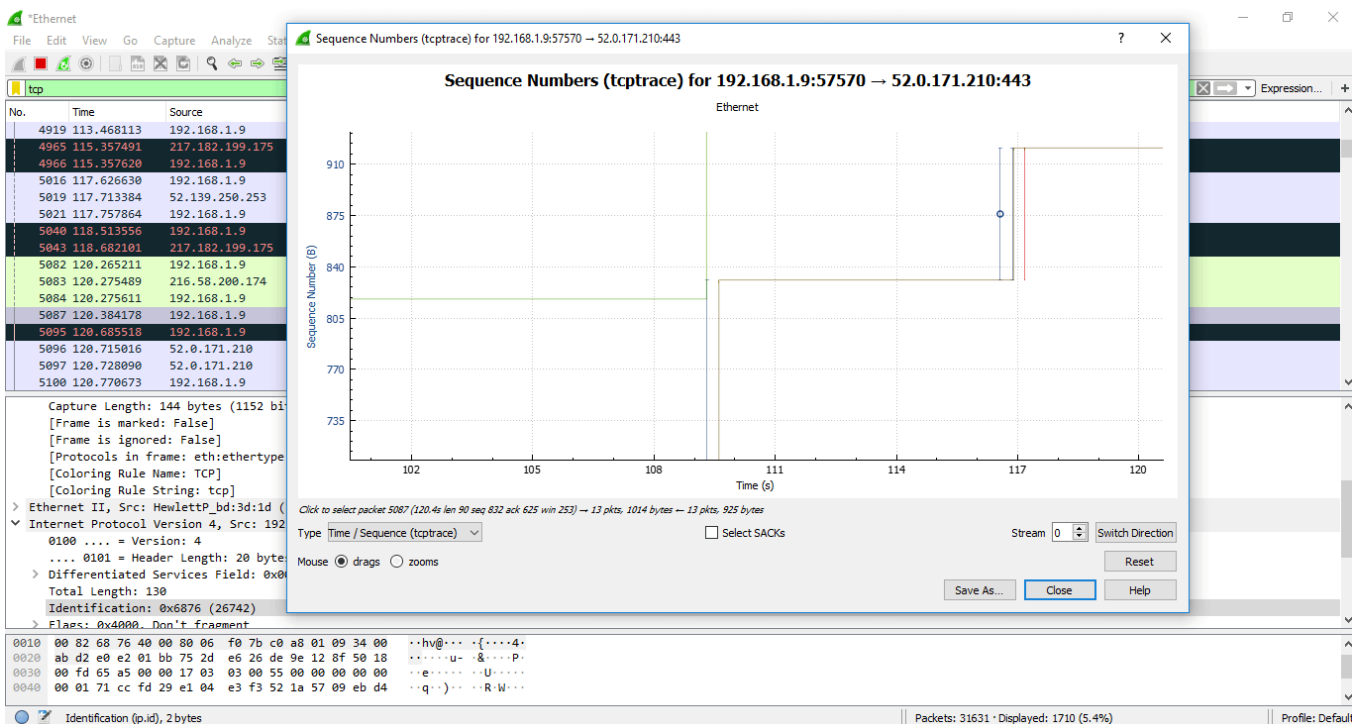 *Ethernet
File Edit View Go Capture Analyze Stat
tcp
Expression... +
No. Time Source
4919 113.468113 192.168.1.9
4965 115.357491 217.182.199.175
4966 115.357620 192.168.1.9
5016 117.626630 192.168.1.9
5019 117.713384 52.139.250.253
5021 117.757864 192.168.1.9
5040 118.513556 192.168.1.9
5043 118.682101 217.182.199.175
5082 120.265211 192.168.1.9
5083 120.275489 216.58.200.174
5084 120.275611 192.168.1.9
5087 120.384178 192.168.1.9
5095 120.685518 192.168.1.9
5096 120.715016 52.0.171.210
5097 120.728090 52.0.171.210
5100 120.770673 192.168.1.9
Sequence Numbers (tcptrace) for 192.168.1.9:57570 → 52.0.171.210:443
?
Sequence Numbers (tcptrace) for 192.168.1.9:57570 → 52.0.171.210:443
Ethernet
Sequence Number (B)
910
875
840
805
770
735
102 105 108 111 114 117 120
Time (s)
Click to select packet 5087 (120.4s len 90 seq 832 ack 625 win 253) → 13 pkts, 1014 bytes ← 13 pkts, 925 bytes
Type Time / Sequence (tcptrace) Select SACKs Stream 0 Switch Direction
Mouse drags zooms Reset
Save As... Close Help
Capture Length: 144 bytes (1152 bi
[Frame is marked: False]
[Frame is ignored: False]
[Protocols in frame: eth:ethertype
[Coloring Rule Name: TCP]
[Coloring Rule String: tcp]
Ethernet II, Src: HewlettP_bd:3d:1d (
Internet Protocol Version 4, Src: 192
0100 .... = Version: 4
.... 0101 = Header Length: 20 byte
Differentiated Services Field: 0x00
Total Length: 130
Identification: 0x6876 (26742)
Flags: 0x4000, Don't fragment
0010 00 82 68 76 40 00 80 06 f0 7b c0 a8 01 09 34 00 ··hv@··· ·{····4·
0020 ab d2 e0 e2 01 bb 75 2d e6 26 de 9e 12 8f 50 18 ······u- ·&····P·
0030 00 fd 65 a5 00 00 17 03 03 00 55 00 00 00 00 00 ··e····· ··U·····
0040 00 01 71 cc fd 29 e1 04 e3 f3 52 1a 57 09 eb d4 ··q··)·· ··R·W···
Identification (ip.id), 2 bytes
Packets: 31631 · Displayed: 1710 (5.4%)
Profile: Default